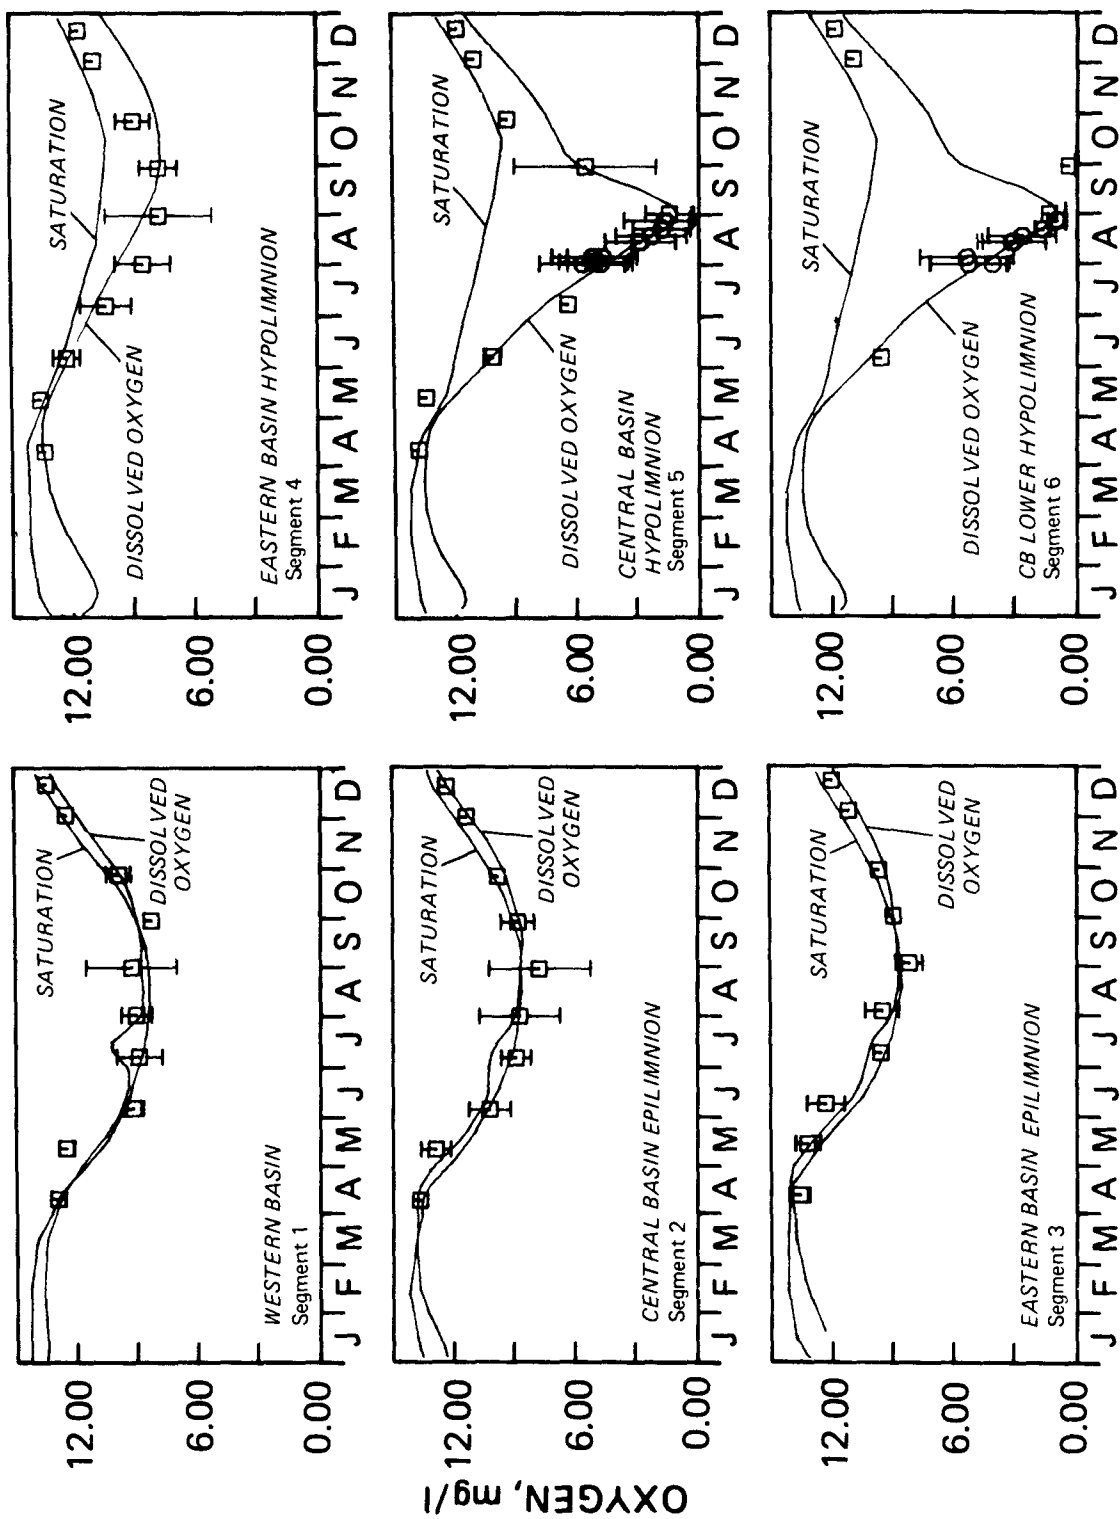 OXYGEN, mg/l
12.00
6.00
0.00
SATURATION
DISSOLVED
OXYGEN
WESTERN BASIN
Segment 1
J'F'M'A'M'J'J'A'S'O'N'D
12.00
6.00
0.00
SATURATION
DISSOLVED
OXYGEN
CENTRAL BASIN EPILIMNION
Segment 2
J'F'M'A'M'J'J'A'S'O'N'D
12.00
6.00
0.00
SATURATION
DISSOLVED
OXYGEN
EASTERN BASIN EPILIMNION
Segment 3
J'F'M'A'M'J'J'A'S'O'N'D
12.00
6.00
0.00
SATURATION
DISSOLVED OXYGEN
EASTERN BASIN HYPOLIMNION
Segment 4
J'F'M'A'M'J'J'A'S'O'N'D
12.00
6.00
0.00
SATURATION
DISSOLVED OXYGEN
CENTRAL BASIN
HYPOLIMNION
Segment 5
J'F'M'A'M'J'J'A'S'O'N'D
12.00
6.00
0.00
SATURATION
DISSOLVED OXYGEN
CB LOWER HYPOLIMNION
Segment 6
J'F'M'A'M'J'J'A'S'O'N'D